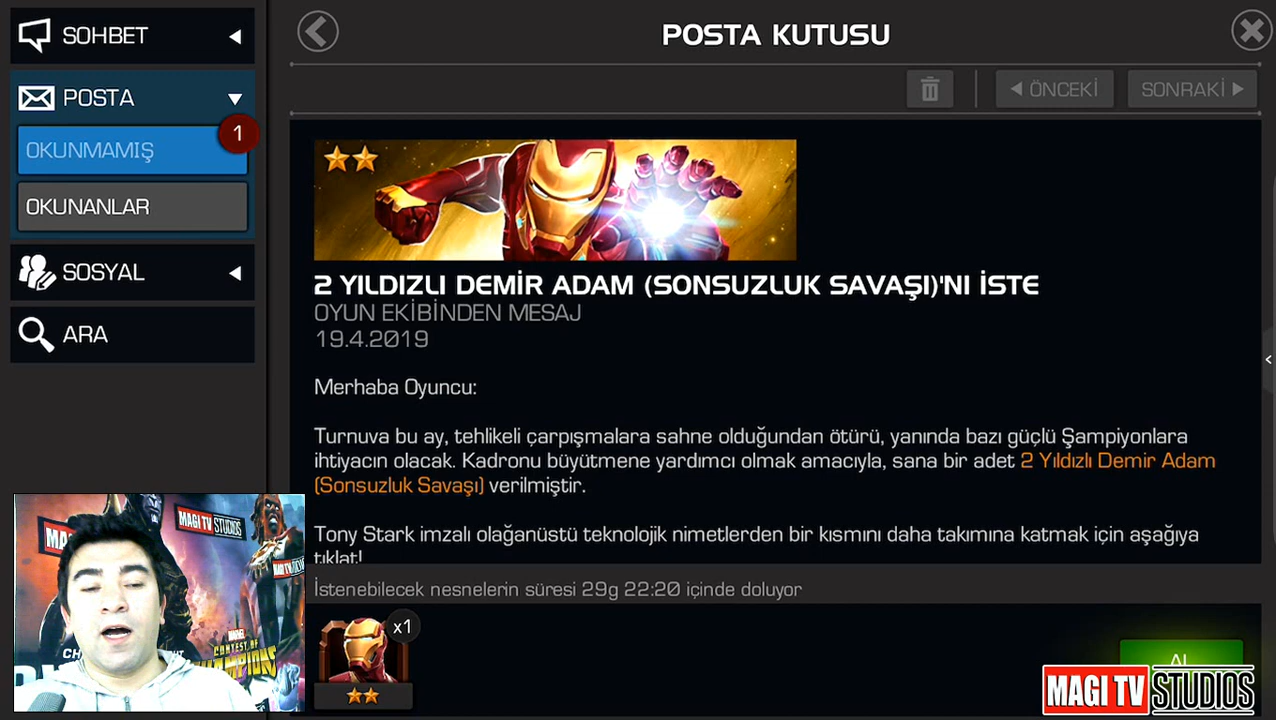 SOHBET
POSTA
OKUNMAMIŞ
1
OKUNANLAR
SOSYAL
ARA
POSTA KUTUSU
ÖNCEKİ
SONRAKİ
2 YILDIZLI DEMİR ADAM (SONSUZLUK SAVAŞI)'NI İSTE
OYUN EKİBİNDEN MESAJ
19.4.2019
Merhaba Oyuncu:
Turnuva bu ay, tehlikeli çarpışmalara sahne olduğundan ötürü, yanında bazı güçlü Şampiyonlara
ihtiyacın olacak. Kadronu büyütmene yardımcı olmak amacıyla, sana bir adet 2 Yıldızlı Demir Adam
(Sonsuzluk Savaşı) verilmiştir.
Tony Stark imzalı olağanüstü teknolojik nimetlerden bir kısmını daha takımına katmak için aşağıya
tıklat!
İstenebilecek nesnelerin süresi 29g 22:20 içinde doluyor
x1
AL
MAGI TV STUDIOS
MAGI TV STUDIOS
MARVEL
CONTEST OF
CHAMPIONS